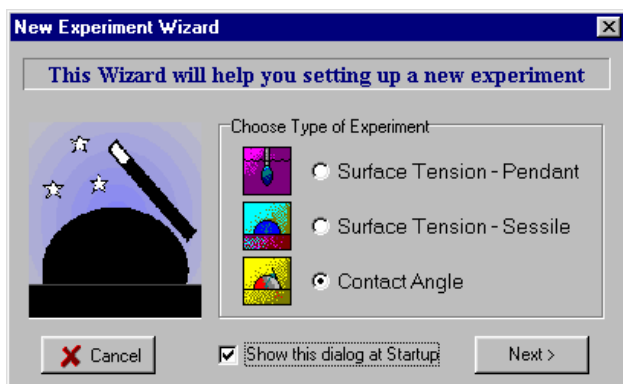 New Experiment Wizard
This Wizard will help you setting up a new experiment
Choose Type of Experiment
Surface Tension - Pendant
Surface Tension - Sessile
Contact Angle
Cancel
Show this dialog at Startup
Next >